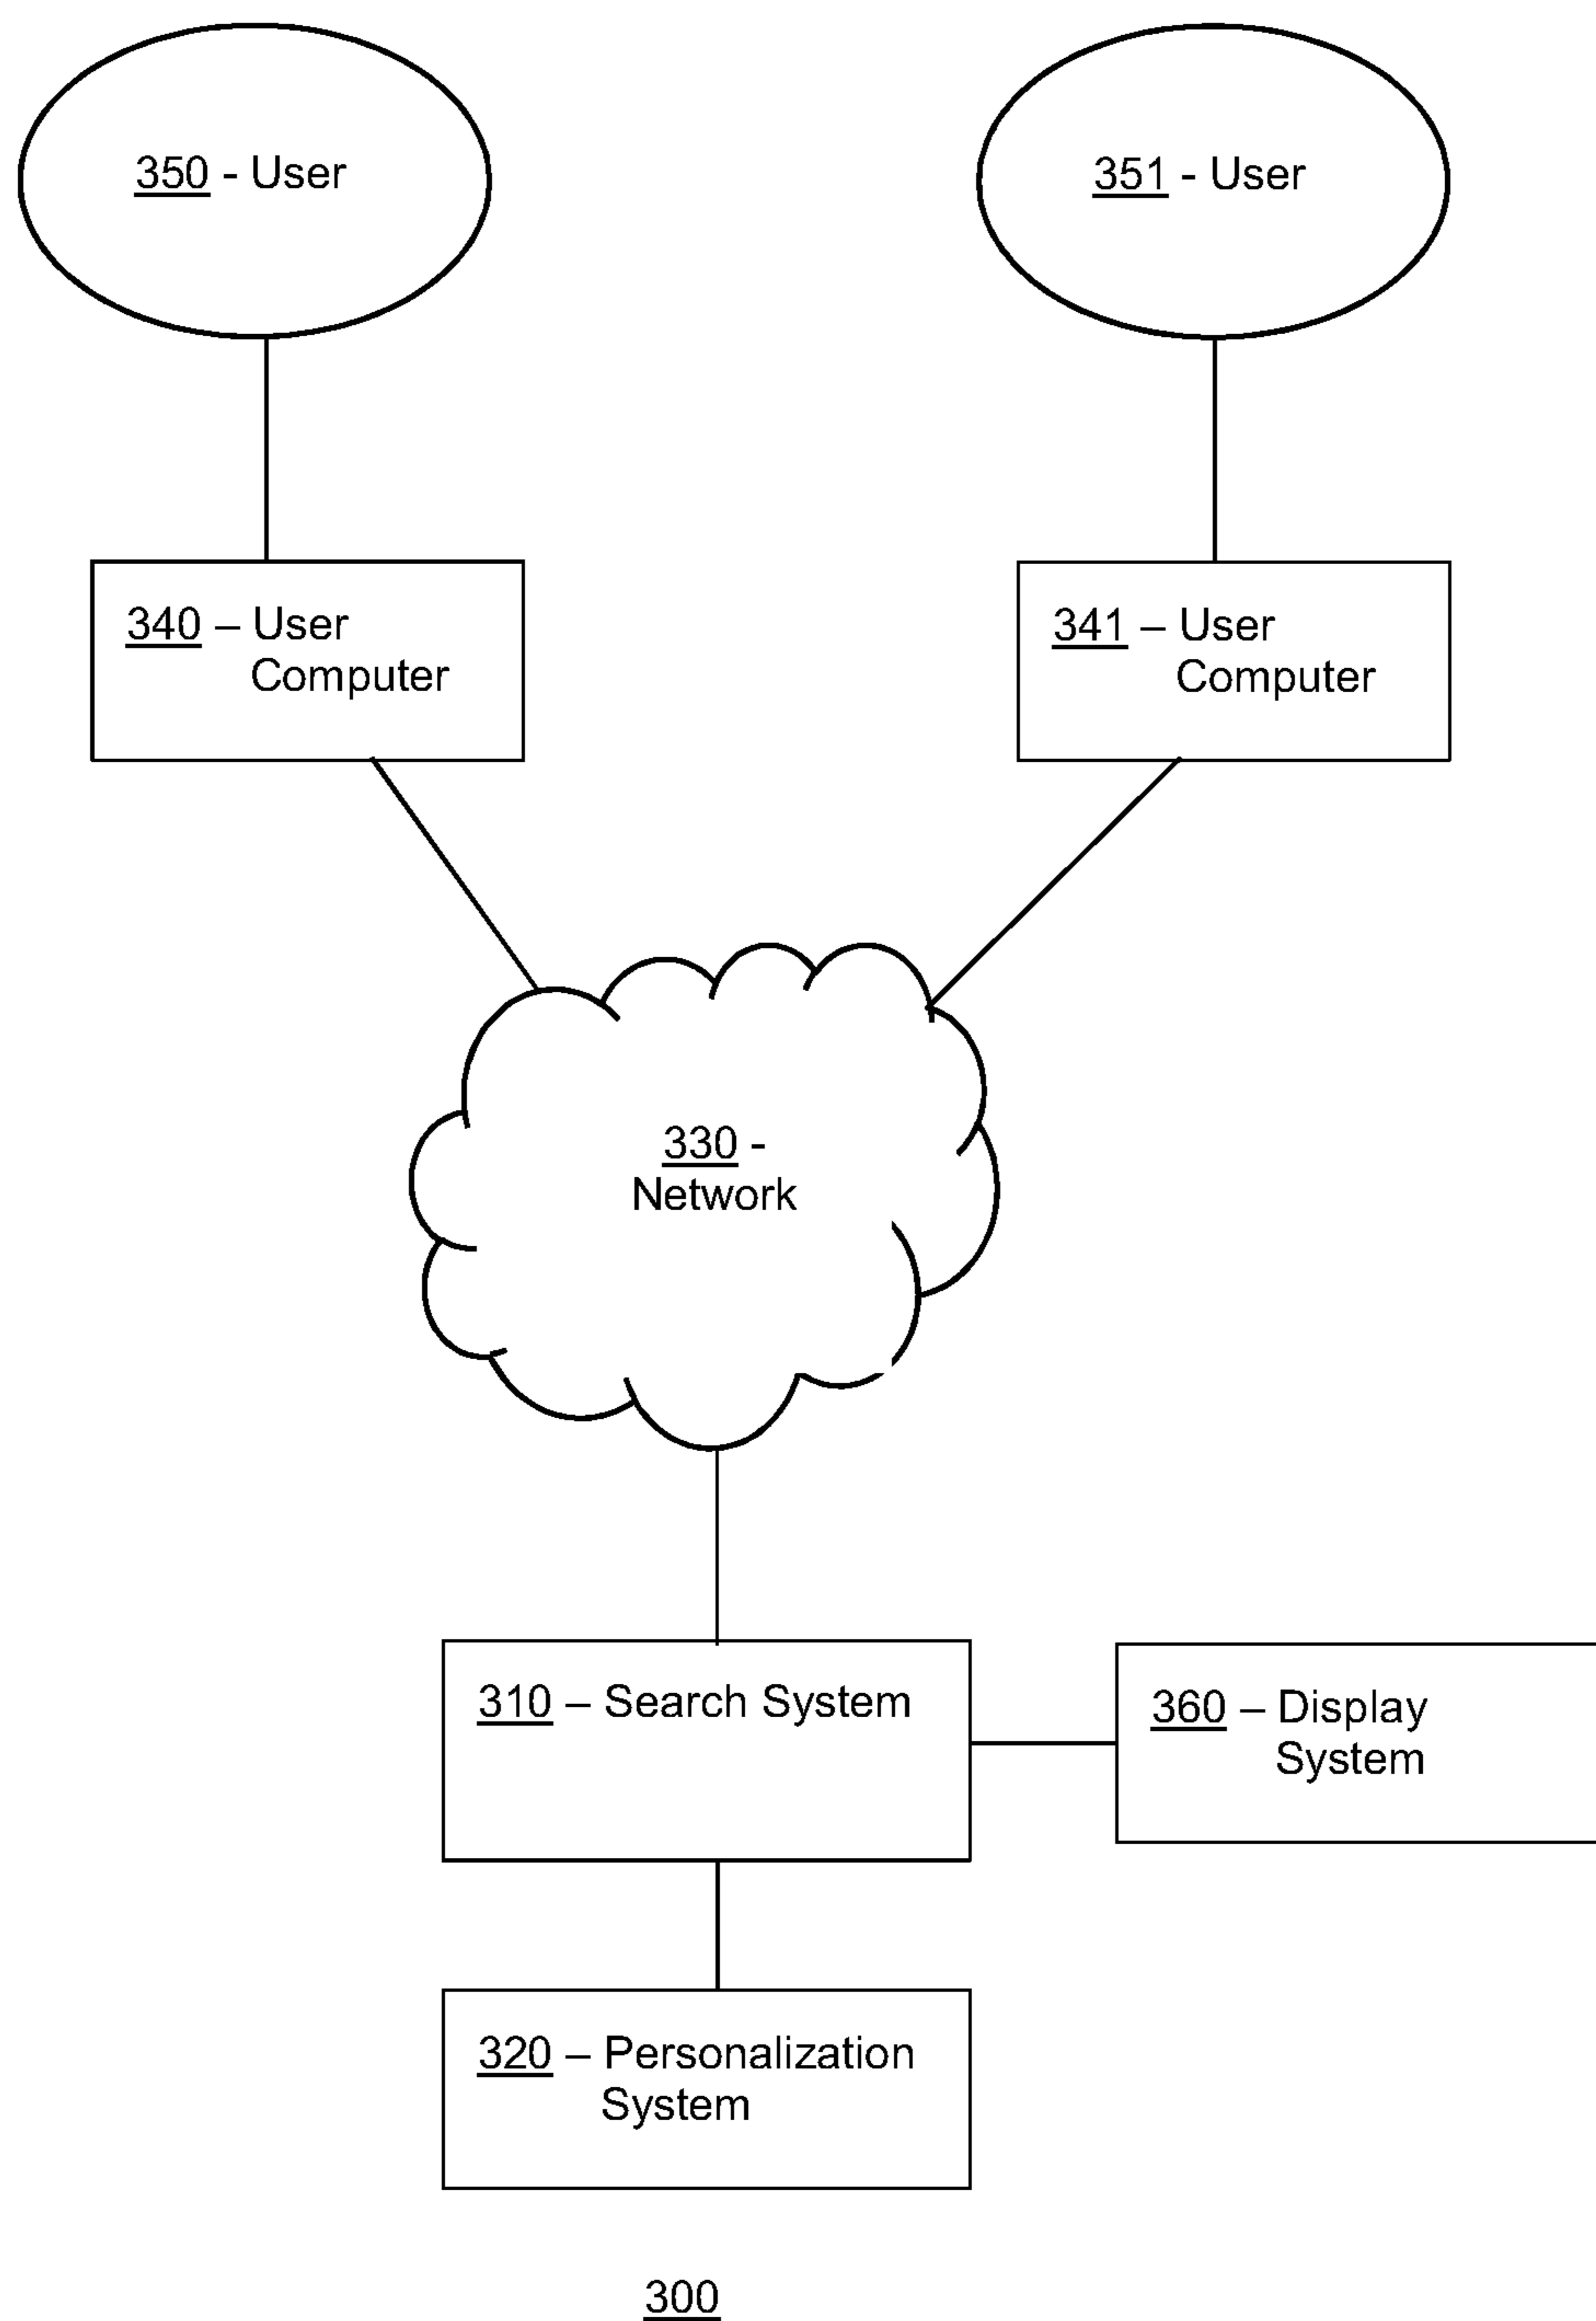 350 - User
351 - User
340 – User
Computer
341 – User
Computer
330 -
Network
310 – Search System
360 – Display
System
320 – Personalization
System
300